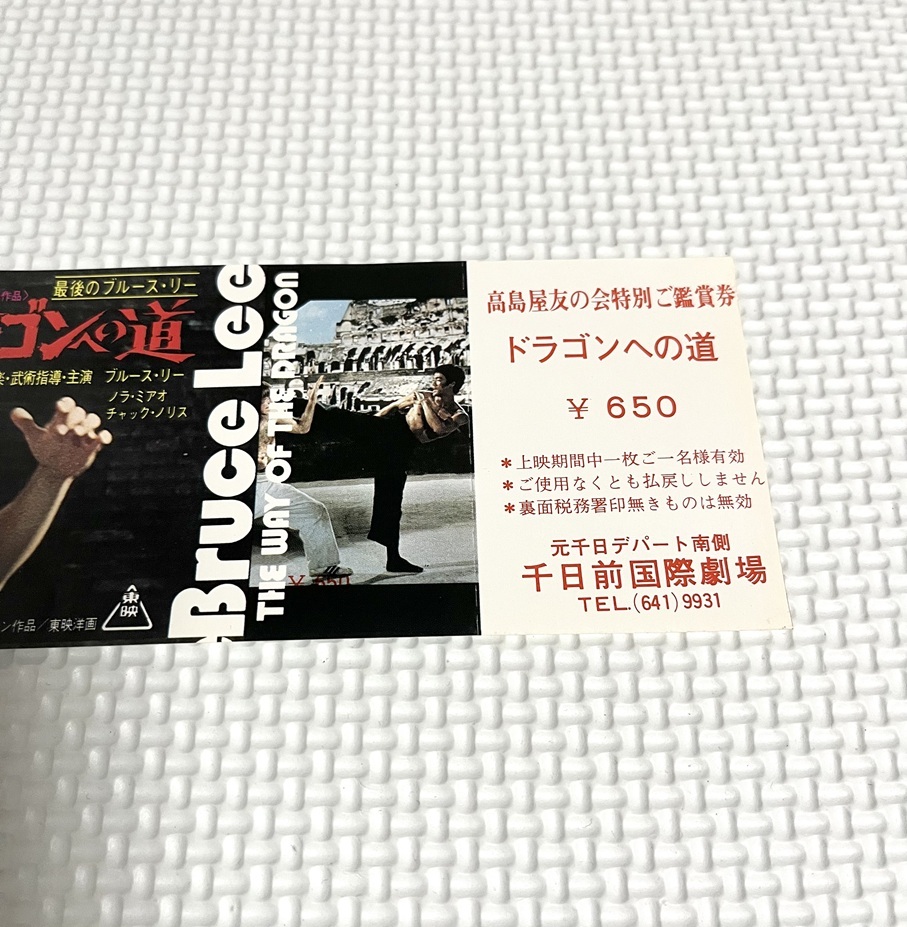 最後のブルース・リー
作品〉
ゴンへの道
楽・武術指導・主演 ブルース・リー
ノラ・ミアオ
チャック・ノリス
Bruce Lee
THE WAY OF THE DRAGON
¥ 650
ン作品/東映洋画
東映
高島屋友の会特別ご鑑賞券
ドラゴンへの道
¥ 650
*上映期間中一枚ご一名様有効
*ご使用なくとも払戻ししません
*裏面税務署印無きものは無効
元千日デパート南側
千日前国際劇場
TEL.(641)9931